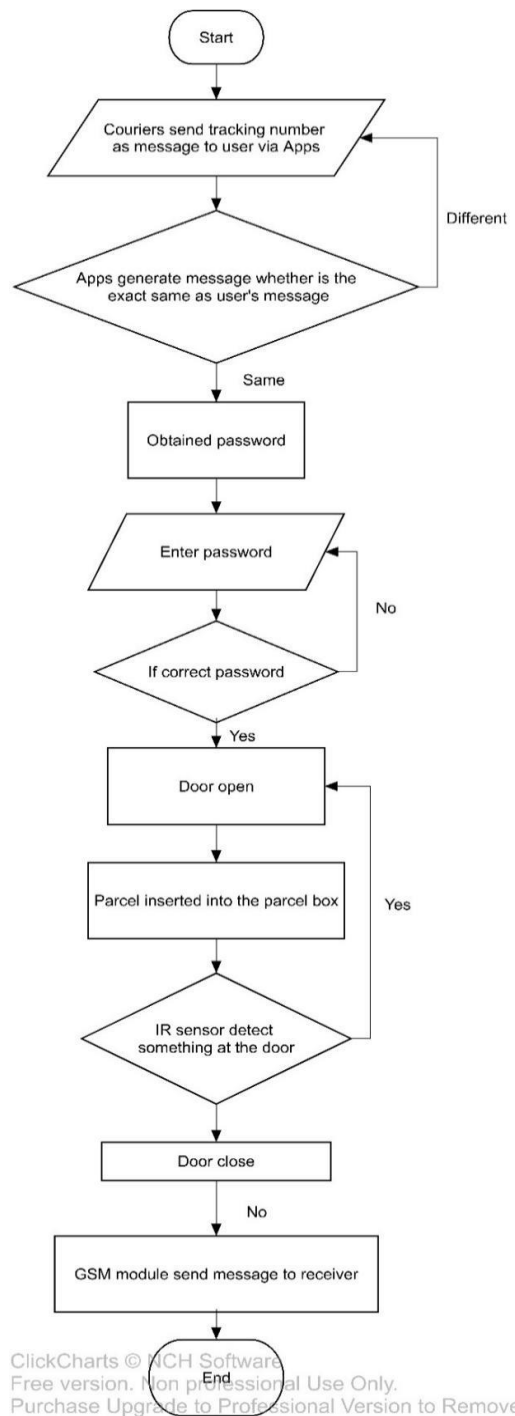 Start
Couriers send tracking number
as message to user via Apps
Different
Apps generate message whether is the
exact same as user's message
Same
Obtained password
Enter password
No
If correct password
Yes
Door open
Parcel inserted into the parcel box
Yes
IR sensor detect
something at the door
Door close
No
GSM module send message to receiver
End
ClickCharts © NCH Software
Free version. Non professional Use Only.
Purchase Upgrade to Professional Version to Remove